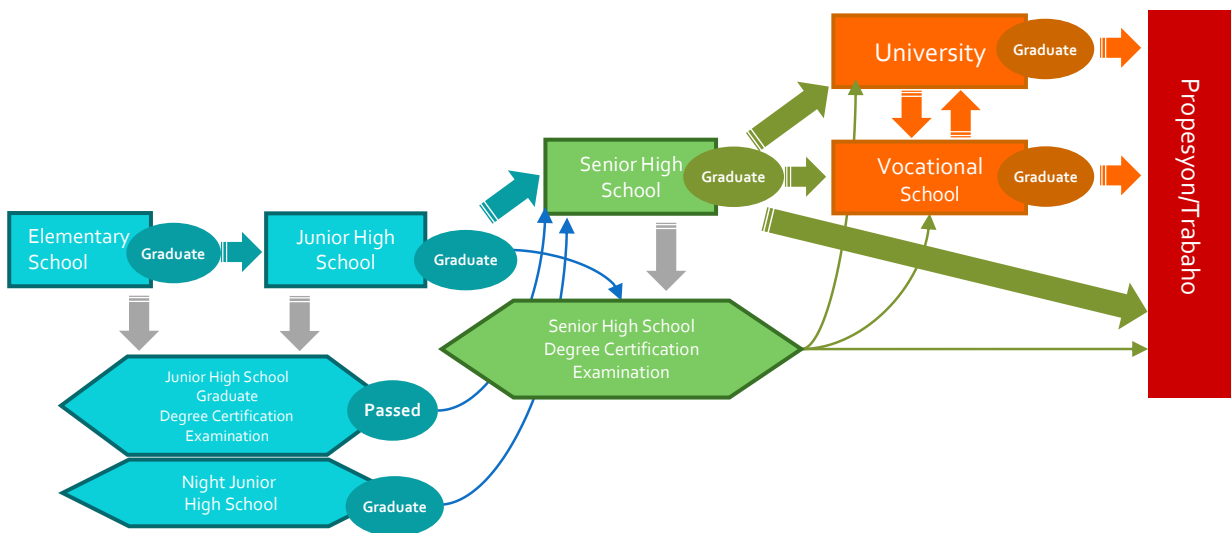 Elementary
School
Graduate
Junior High
School
Graduate
Senior High
School
Graduate
University
Graduate
Vocational
School
Graduate
Propesyon/Trabaho
Senior High School
Degree Certification
Examination
Junior High School
Graduate
Degree Certification
Examination
Passed
Night Junior
High School
Graduate